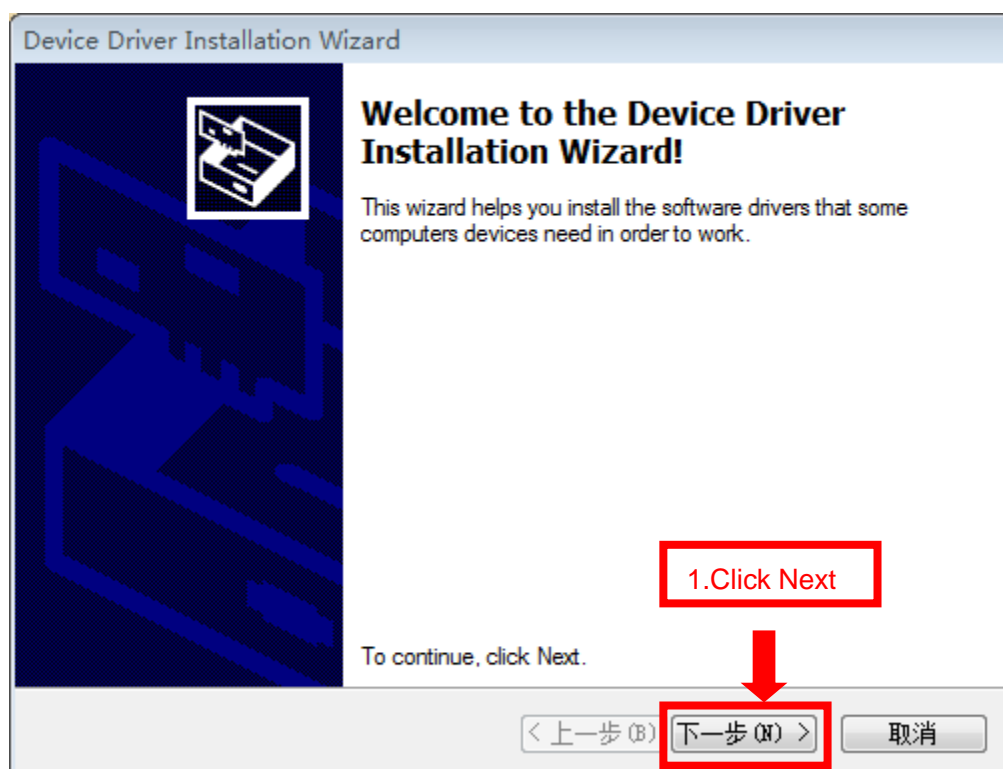 Device Driver Installation Wizard
Welcome to the Device Driver
Installation Wizard!
This wizard helps you install the software drivers that some
computers devices need in order to work.
1.Click Next
To continue, click Next.
< 上一步(B) 下一步(N) > 取消